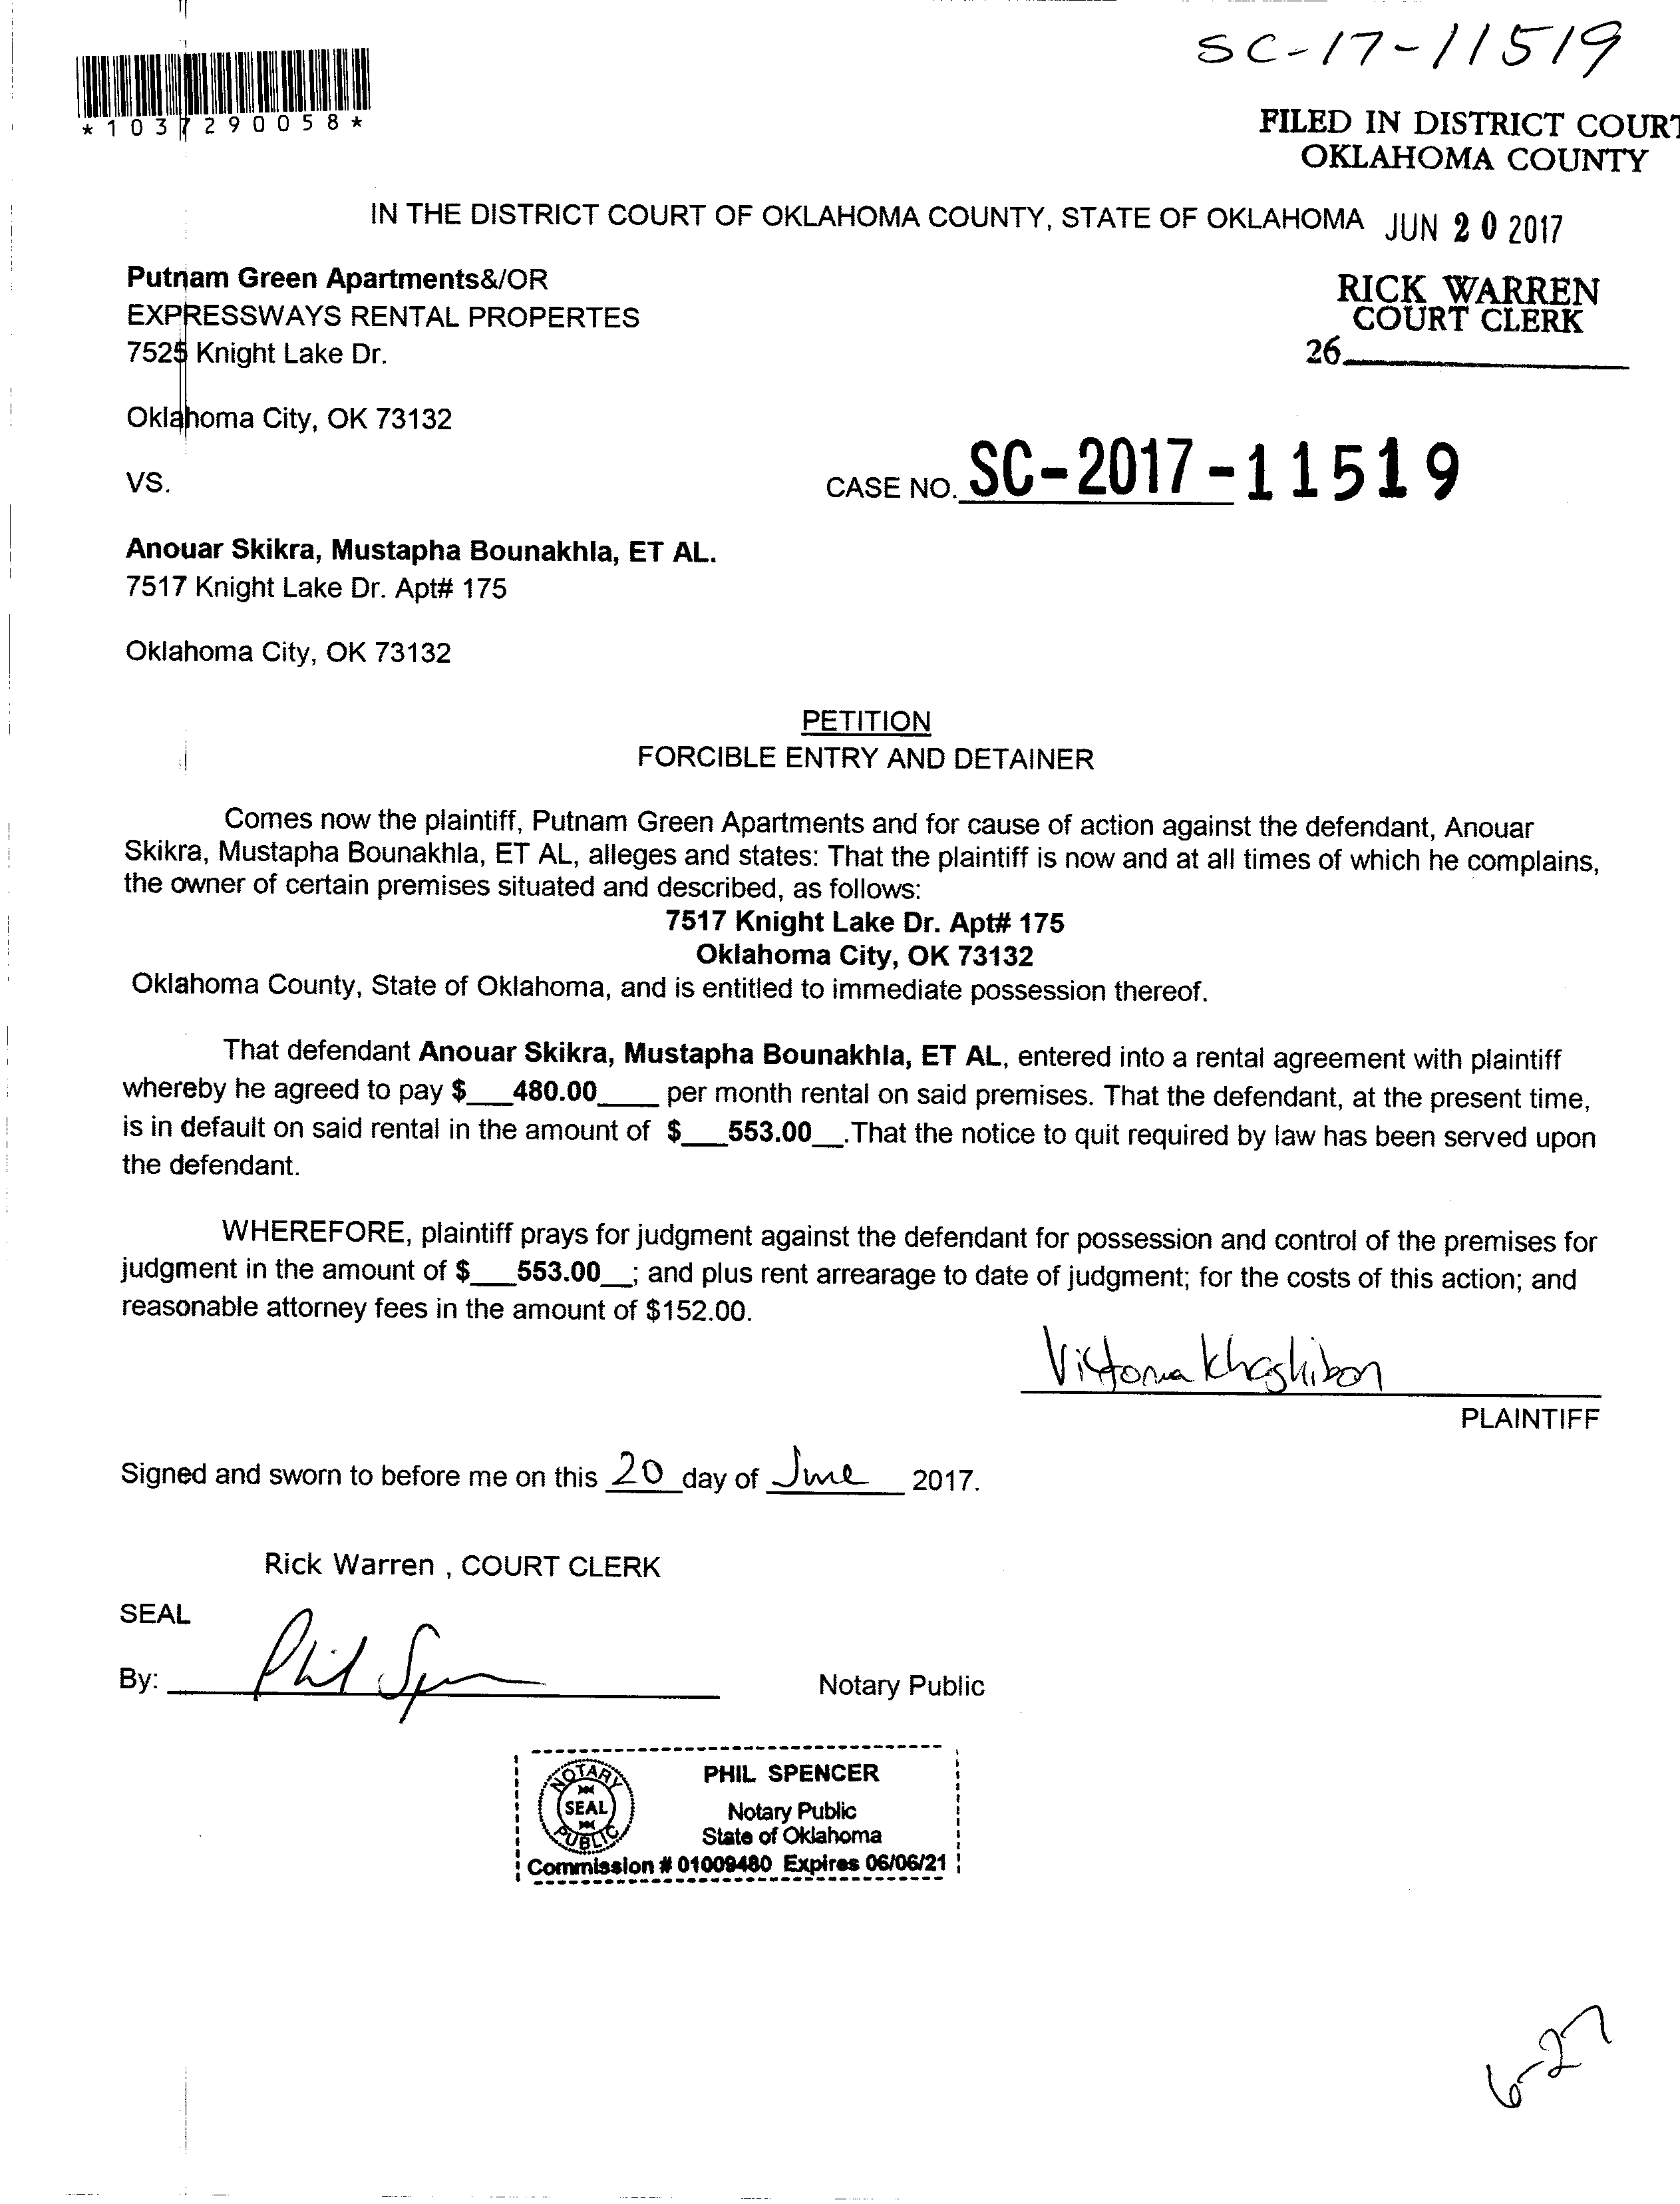 SC-17-11519
*1037290058*
FILED IN DISTRICT COURT
OKLAHOMA COUNTY
IN THE DISTRICT COURT OF OKLAHOMA COUNTY, STATE OF OKLAHOMA
JUN 20 2017
Putnam Green Apartments&/OR
EXPRESSWAYS RENTAL PROPERTES
7525 Knight Lake Dr.
RICK WARREN
COURT CLERK
26
Oklahoma City, OK 73132
VS.
CASE NO. SC-2017-11519
Anouar Skikra, Mustapha Bounakhla, ET AL.
7517 Knight Lake Dr. Apt# 175
Oklahoma City, OK 73132
PETITION
FORCIBLE ENTRY AND DETAINER
Comes now the plaintiff, Putnam Green Apartments and for cause of action against the defendant, Anouar
Skikra, Mustapha Bounakhla, ET AL, alleges and states: That the plaintiff is now and at all times of which he complains,
the owner of certain premises situated and described, as follows:
7517 Knight Lake Dr. Apt# 175
Oklahoma City, OK 73132
Oklahoma County, State of Oklahoma, and is entitled to immediate possession thereof.
That defendant Anouar Skikra, Mustapha Bounakhla, ET AL, entered into a rental agreement with plaintiff
whereby he agreed to pay $___480.00____ per month rental on said premises. That the defendant, at the present time,
is in default on said rental in the amount of $___553.00__.That the notice to quit required by law has been served upon
the defendant.
WHEREFORE, plaintiff prays for judgment against the defendant for possession and control of the premises for
judgment in the amount of $___553.00__; and plus rent arrearage to date of judgment; for the costs of this action; and
reasonable attorney fees in the amount of $152.00.
Victoria Khashibon
PLAINTIFF
Signed and sworn to before me on this 20 day of June 2017.
Rick Warren , COURT CLERK
SEAL
By: Phil Spencer Notary Public
NOTARY
SEAL
PUBLIC
PHIL SPENCER
Notary Public
State of Oklahoma
Commission # 01009480 Expires 06/06/21
6-27